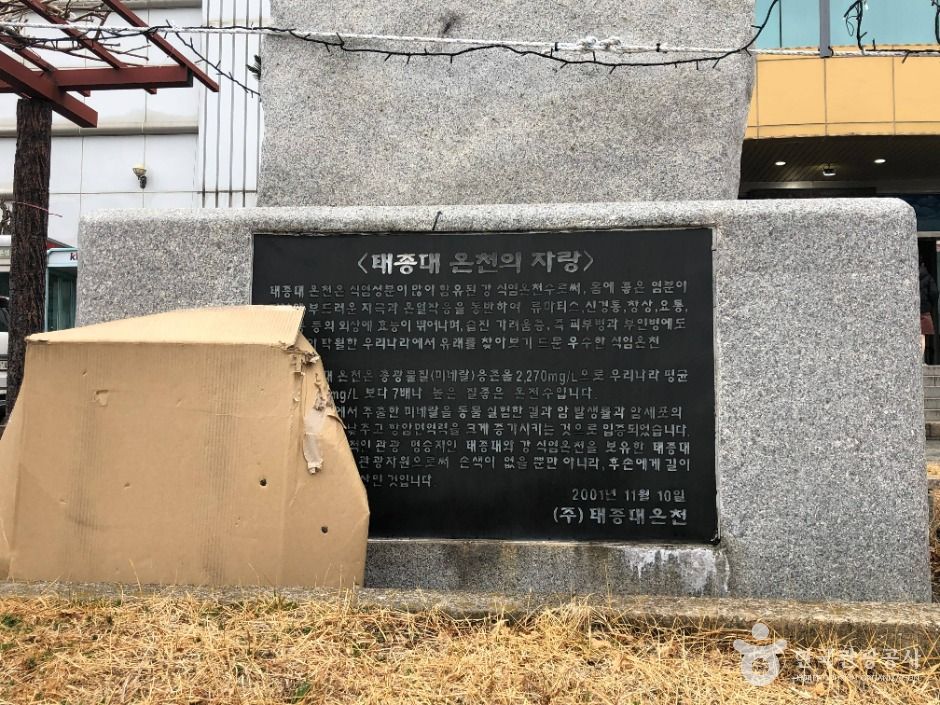 <태종대 온천의 자랑>
태종대 온천은 식염성분이 많이 함유된 강 식염온천수로써, 몸에 좋은 염분이
부드러운 자극과 온열작용을 동반하여 류마티스,신경통,창상,요통,
등의 외상에 효능이 뛰어나며, 습진 가려움증, 즉 피부병과 부인병에도
탁월한 우리나라에서 유래를 찾아보기 드문 우수한 식염온천
온천은 총광물질(미네랄)용존율2,270mg/L으로 우리나라 평균
mg/L 보다 7배나 높은 질좋은 온천수입니다.
에서 추출한 미네랄을 동물 실험한 결과 암 발생률과 암세포의
낮추고 항암면역력을 크게 증가시키는 것으로 입증되었습니다.
적인 관광 명승지인 태종대와 강 식염온천을 보유한 태종대
관광자원으로써 손색이 없을 뿐만 아니라, 후손에게 길이
것입니다.
2001년 11월 10일
(주) 태종대온천
한국관광공사